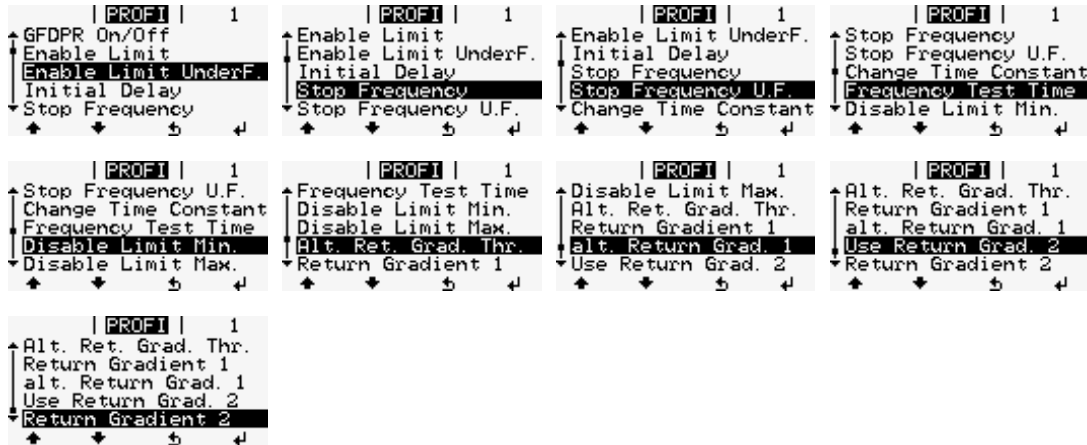 | PROFI | 1
GFDPR On/Off
Enable Limit
Enable Limit UnderF.
Initial Delay
Stop Frequency
| PROFI | 1
Enable Limit
Enable Limit UnderF.
Initial Delay
Stop Frequency
Stop Frequency U.F.
| PROFI | 1
Enable Limit UnderF.
Initial Delay
Stop Frequency
Stop Frequency U.F.
Change Time Constant
| PROFI | 1
Stop Frequency
Stop Frequency U.F.
Change Time Constant
Frequency Test Time
Disable Limit Min.
| PROFI | 1
Stop Frequency U.F.
Change Time Constant
Frequency Test Time
Disable Limit Min.
Disable Limit Max.
| PROFI | 1
Frequency Test Time
Disable Limit Min.
Disable Limit Max.
Alt. Ret. Grad. Thr.
Return Gradient 1
| PROFI | 1
Disable Limit Max.
Alt. Ret. Grad. Thr.
Return Gradient 1
alt. Return Grad. 1
Use Return Grad. 2
| PROFI | 1
Alt. Ret. Grad. Thr.
Return Gradient 1
alt. Return Grad. 1
Use Return Grad. 2
Return Gradient 2
| PROFI | 1
Alt. Ret. Grad. Thr.
Return Gradient 1
alt. Return Grad. 1
Use Return Grad. 2
Return Gradient 2